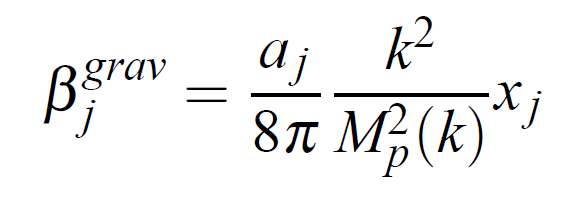 β_j^{grav} = \frac{a_j}{8π} \frac{k^2}{M_p^2(k)} x_j